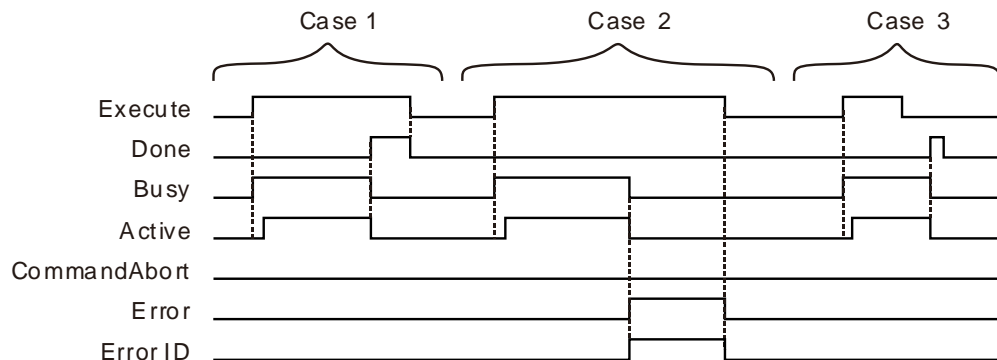 Case 1 Case 2 Case 3
Execute
Done
Busy
Active
CommandAbort
Error
Error ID